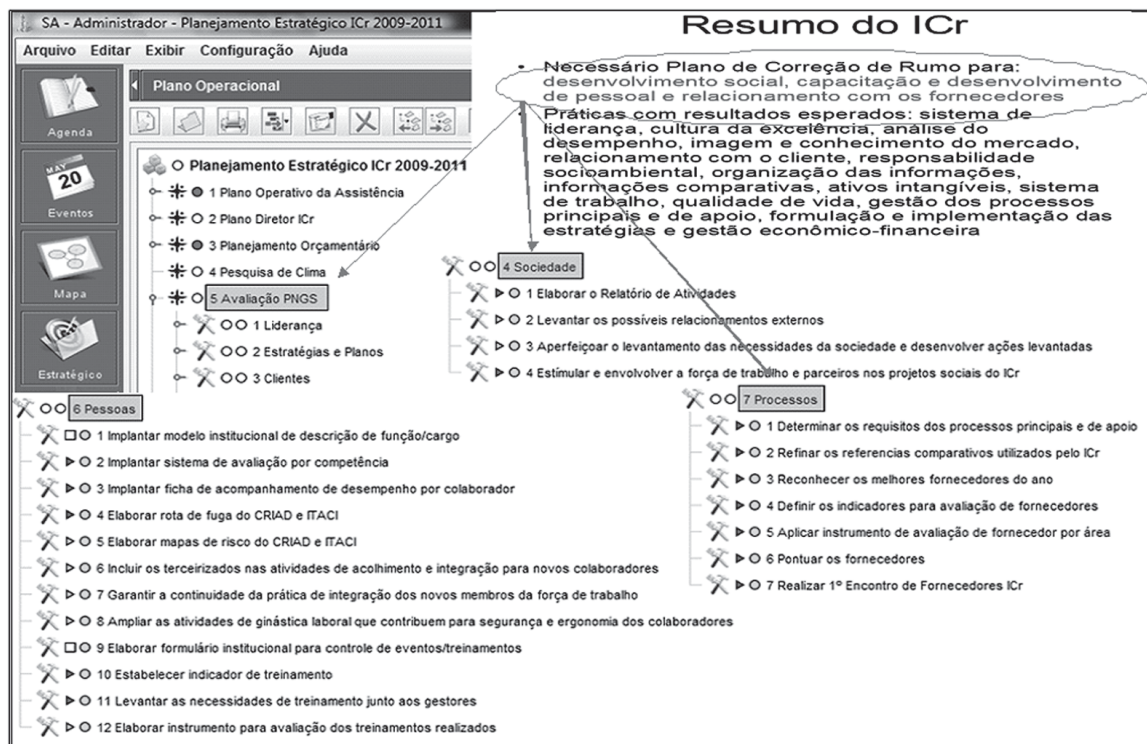 SA - Administrador - Planejamento Estratégico ICr 2009-2011
Arquivo Editar Exibir Configuração Ajuda
Agenda
MAY
20
Eventos
Mapa
Estratégico
Plano Operacional
Planejamento Estratégico ICr 2009-2011
1 Plano Operativo da Assistência
2 Plano Diretor ICr
3 Planejamento Orçamentário
4 Pesquisa de Clima
5 Avaliação PNGS
1 Liderança
2 Estratégias e Planos
3 Clientes
Resumo do ICr
• Necessário Plano de Correção de Rumo para:
desenvolvimento social, capacitação e desenvolvimento
de pessoal e relacionamento com os fornecedores
• Práticas com resultados esperados: sistema de
liderança, cultura da excelência, análise do
desempenho, imagem e conhecimento do mercado,
relacionamento com o cliente, responsabilidade
socioambiental, organização das informações,
informações comparativas, ativos intangíveis, sistema
de trabalho, qualidade de vida, gestão dos processos
principais e de apoio, formulação e implementação das
estratégias e gestão econômico-financeira
4 Sociedade
1 Elaborar o Relatório de Atividades
2 Levantar os possíveis relacionamentos externos
3 Aperfeiçoar o levantamento das necessidades da sociedade e desenvolver ações levantadas
4 Estímular e envolvolver a força de trabalho e parceiros nos projetos sociais do ICr
6 Pessoas
1 Implantar modelo institucional de descrição de função/cargo
2 Implantar sistema de avaliação por competência
3 Implantar ficha de acompanhamento de desempenho por colaborador
4 Elaborar rota de fuga do CRIAD e ITACI
5 Elaborar mapas de risco do CRIAD e ITACI
6 Incluir os terceirizados nas atividades de acolhimento e integração para novos colaboradores
7 Garantir a continuidade da prática de integração dos novos membros da força de trabalho
8 Ampliar as atividades de ginástica laboral que contribuem para segurança e ergonomia dos colaboradores
9 Elaborar formulário institucional para controle de eventos/treinamentos
10 Estabelecer indicador de treinamento
11 Levantar as necessidades de treinamento junto aos gestores
12 Elaborar instrumento para avaliação dos treinamentos realizados
7 Processos
1 Determinar os requisitos dos processos principais e de apoio
2 Refinar os referencias comparativos utilizados pelo ICr
3 Reconhecer os melhores fornecedores do ano
4 Definir os indicadores para avaliação de fornecedores
5 Aplicar instrumento de avaliação de fornecedor por área
6 Pontuar os fornecedores
7 Realizar 1º Encontro de Fornecedores ICr